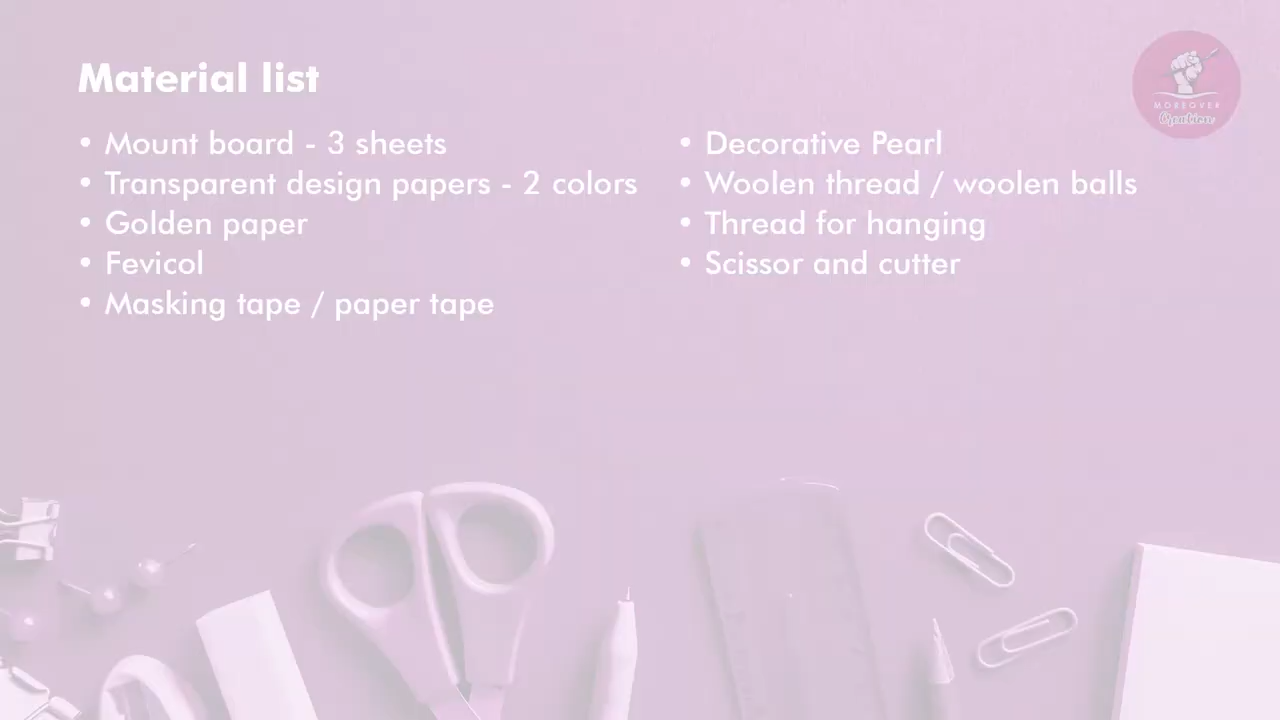 Material list
• Mount board - 3 sheets
• Transparent design papers - 2 colors
• Golden paper
• Fevicol
• Masking tape / paper tape
• Decorative Pearl
• Woolen thread / woolen balls
• Thread for hanging
• Scissor and cutter
MOREOVER
Creation